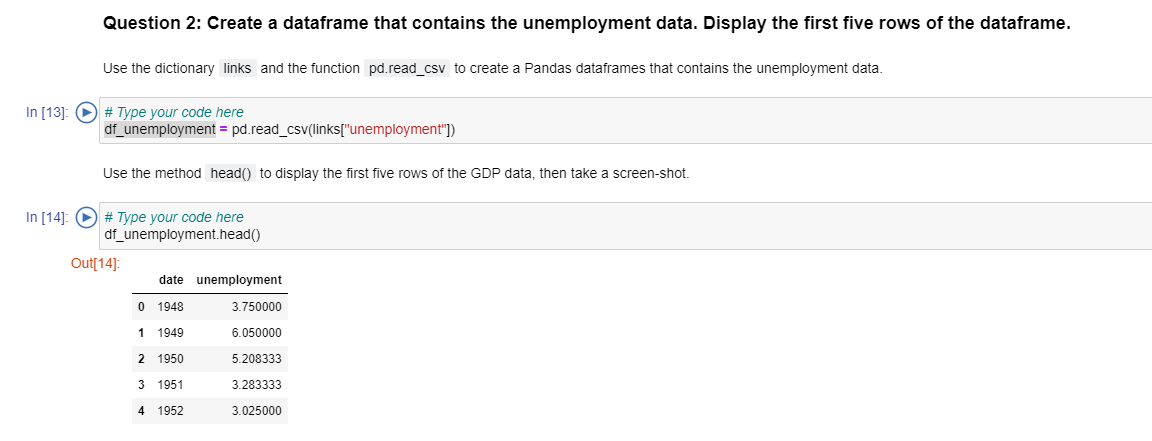 Question 2: Create a dataframe that contains the unemployment data. Display the first five rows of the dataframe.
Use the dictionary links and the function pd.read_csv to create a Pandas dataframes that contains the unemployment data.
In [13]: # Type your code here
df_unemployment = pd.read_csv(links["unemployment"])
Use the method head() to display the first five rows of the GDP data, then take a screen-shot.
In [14]: # Type your code here
df_unemployment.head()
Out[14]:
date unemployment
0 1948 3.750000
1 1949 6.050000
2 1950 5.208333
3 1951 3.283333
4 1952 3.025000